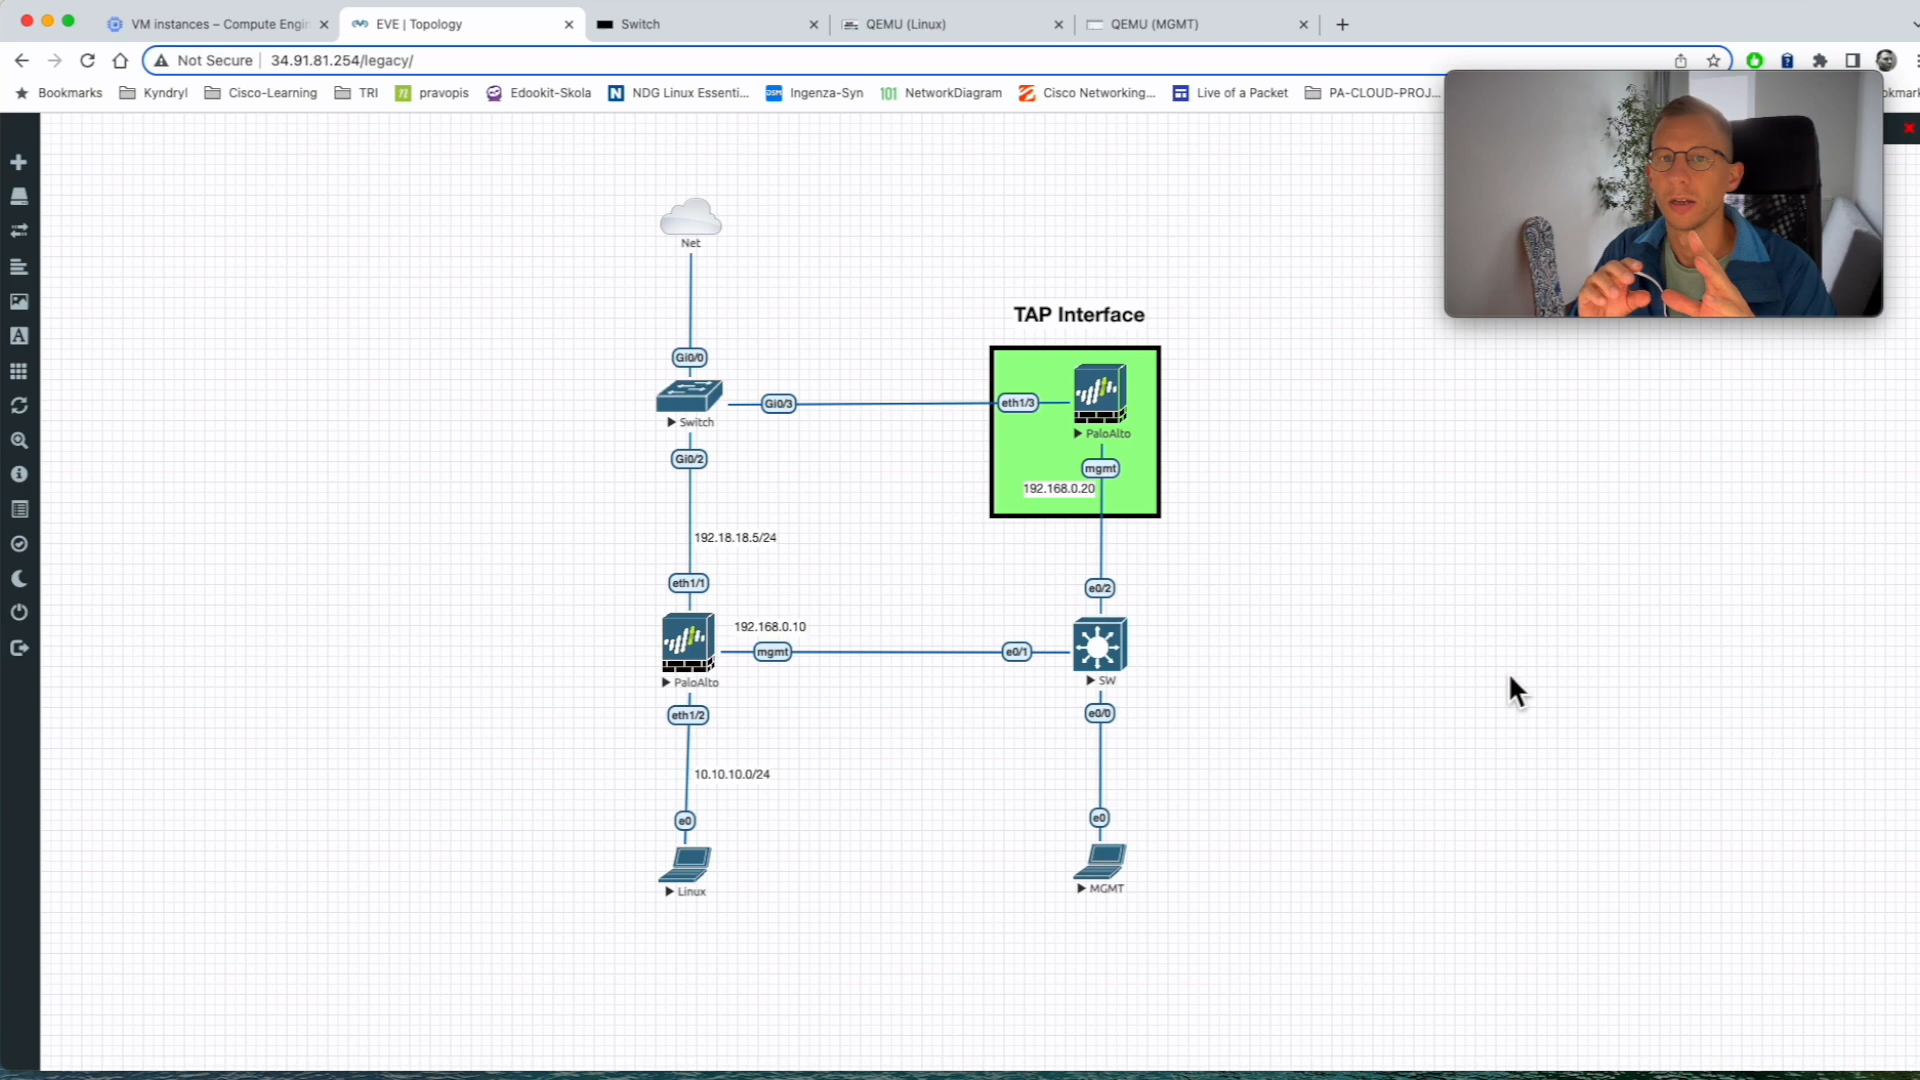 VM instances – Compute Engin
EVE | Topology
Switch
QEMU (Linux)
QEMU (MGMT)
Not Secure
34.91.81.254/legacy/
Bookmarks
Kyndryl
Cisco-Learning
TRI
pravopis
Edookit-Skola
NDG Linux Essenti...
Ingenza-Syn
NetworkDiagram
Cisco Networking...
Live of a Packet
PA-CLOUD-PROJ...
Net
Gi0/0
TAP Interface
Gi0/3
eth1/3
Switch
PaloAlto
Gi0/2
mgmt
192.168.0.20
192.18.18.5/24
eth1/1
e0/2
192.168.0.10
mgmt
e0/1
PaloAlto
SW
eth1/2
e0/0
10.10.10.0/24
e0
e0
Linux
MGMT